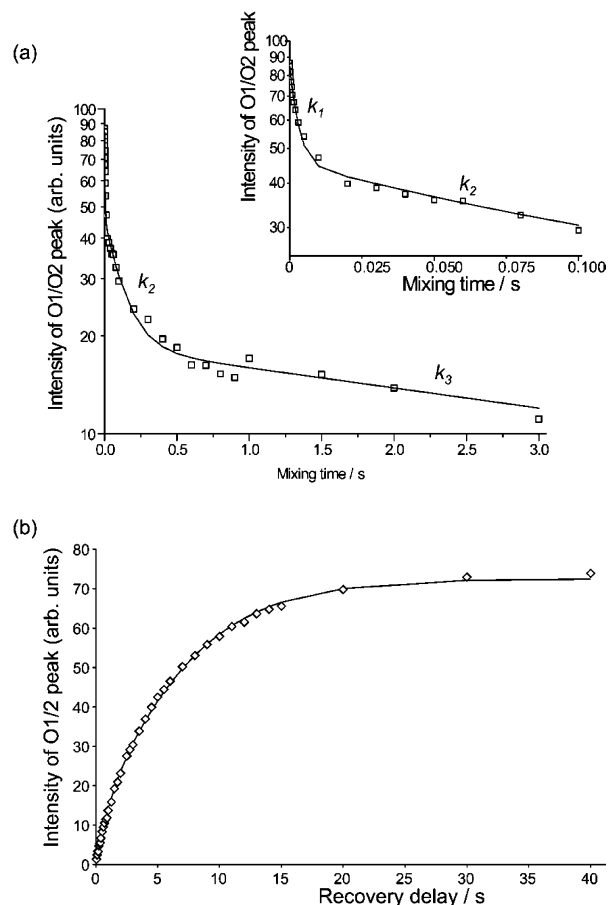 (a)
Intensity of O1/O2 peak (arb. units)
100
90
80
70
60
50
40
30
20
10
k2
k3
0.0 0.5 1.0 1.5 2.0 2.5 3.0
Mixing time / s
Intensity of O1/O2 peak
100
90
80
70
60
50
40
30
k1
k2
0 0.025 0.050 0.075 0.100
Mixing time / s
(b)
Intensity of O1/2 peak (arb. units)
80
70
60
50
40
30
20
10
0
0 5 10 15 20 30 40
Recovery delay / s